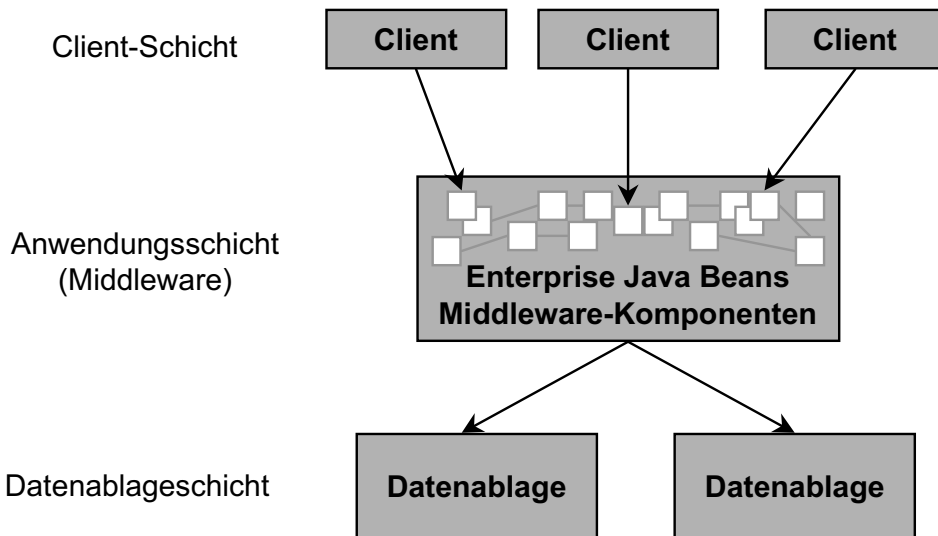 Client-Schicht
Client
Client
Client
Anwendungsschicht
(Middleware)
Enterprise Java Beans
Middleware-Komponenten
Datenablageschicht
Datenablage
Datenablage